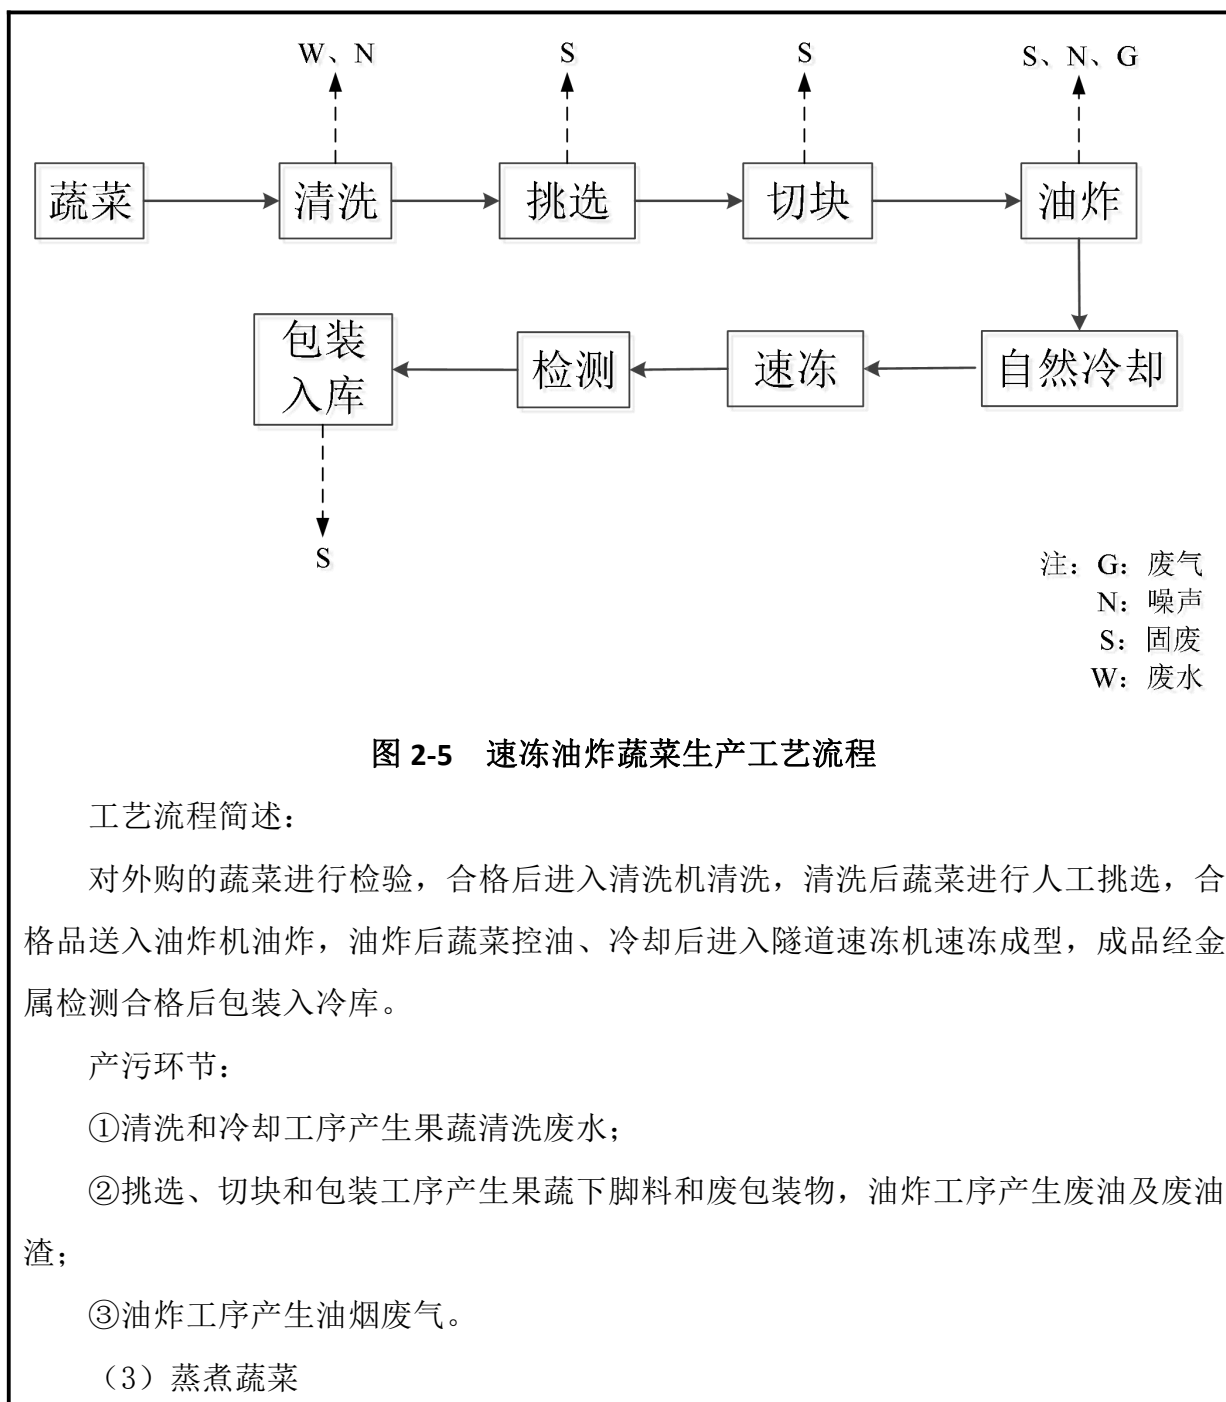 W、N
S
S
S、N、G
蔬菜
清洗
挑选
切块
油炸
包装
入库
检测
速冻
自然冷却
S
注：G：废气
N：噪声
S：固废
W：废水
图 2-5 速冻油炸蔬菜生产工艺流程
工艺流程简述：
对外购的蔬菜进行检验，合格后进入清洗机清洗，清洗后蔬菜进行人工挑选，合
格品送入油炸机油炸，油炸后蔬菜控油、冷却后进入隧道速冻机速冻成型，成品经金
属检测合格后包装入冷库。
产污环节：
①清洗和冷却工序产生果蔬清洗废水；
②挑选、切块和包装工序产生果蔬下脚料和废包装物，油炸工序产生废油及废油
渣；
③油炸工序产生油烟废气。
（3）蒸煮蔬菜